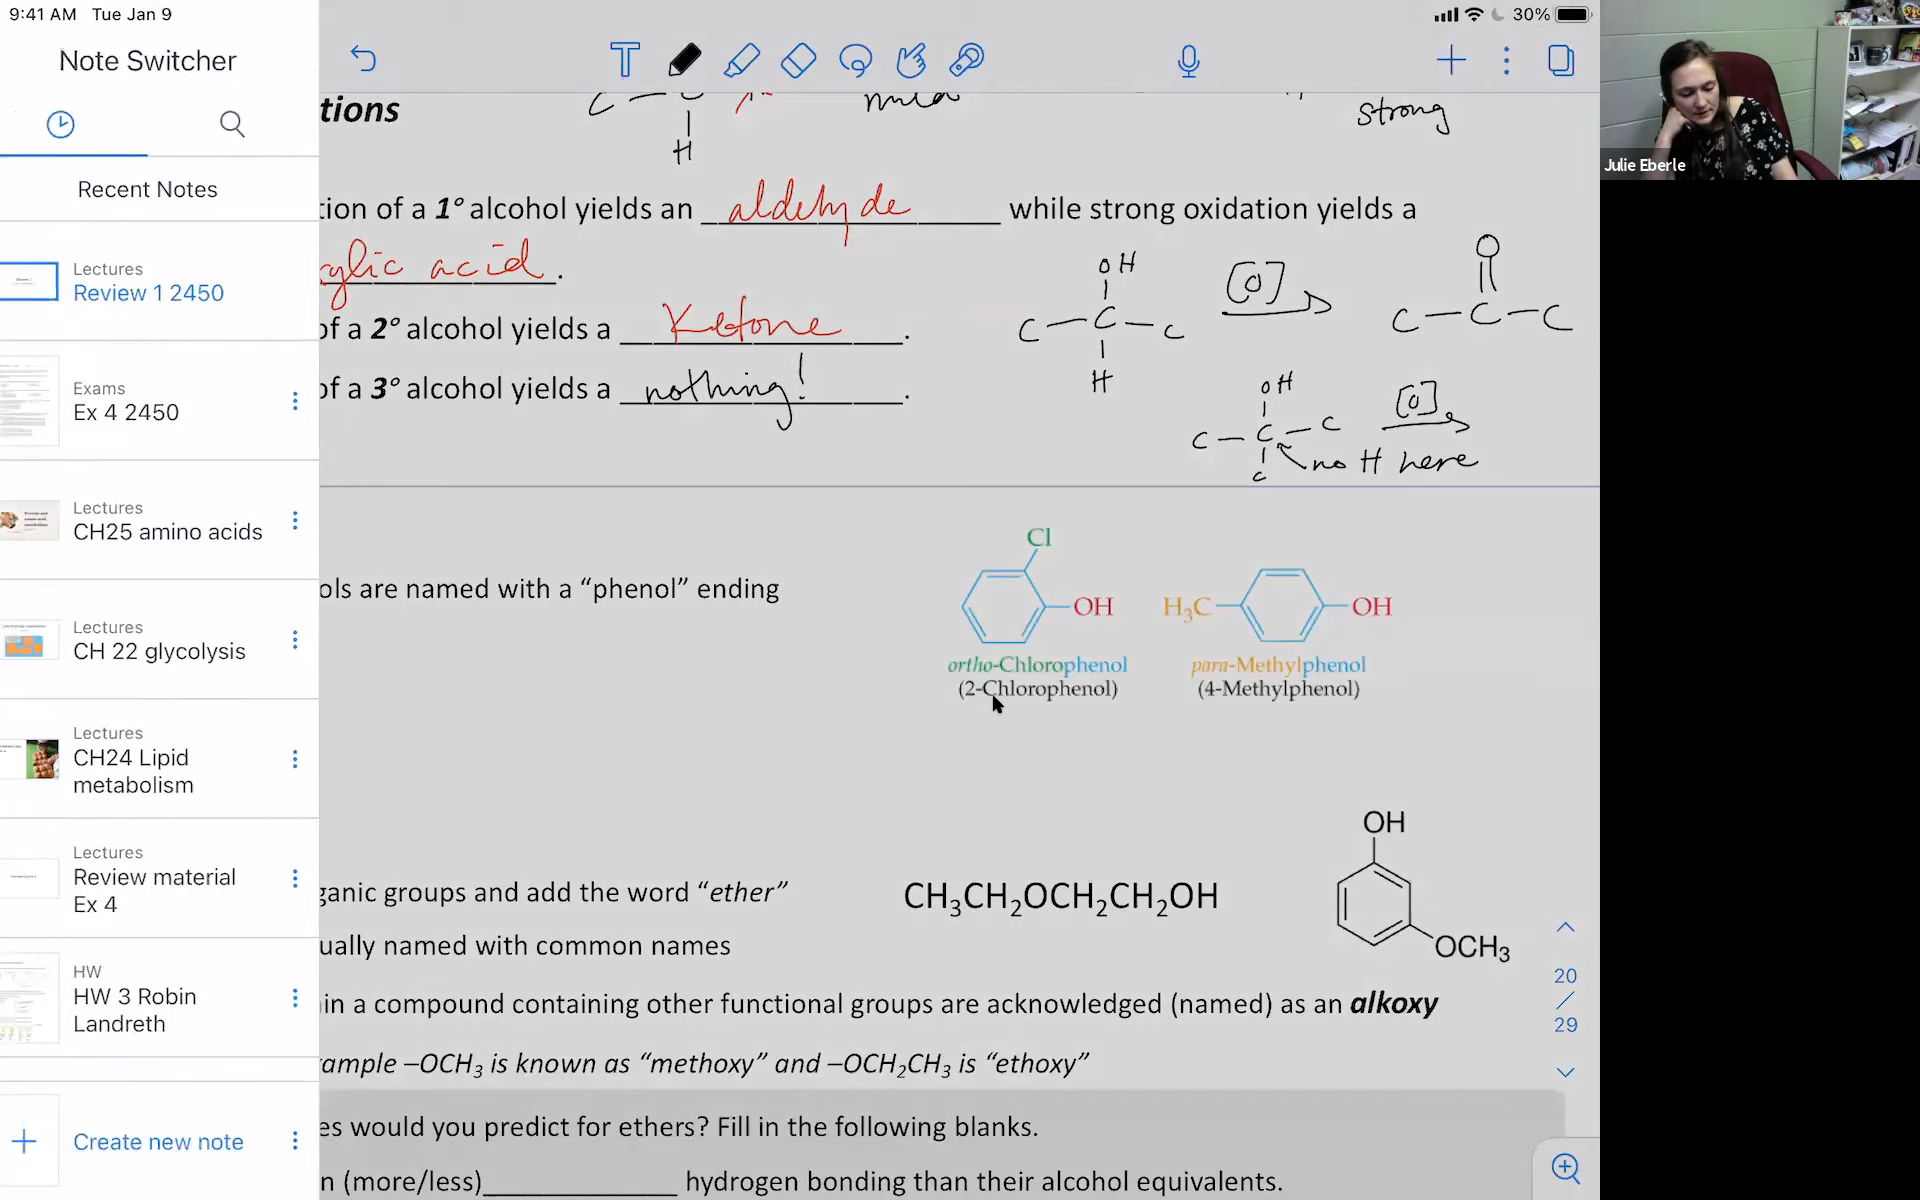 9:41 AM Tue Jan 9
30%
Note Switcher
Recent Notes
Lectures
Review 1 2450
Exams
Ex 4 2450
Lectures
CH25 amino acids
Lectures
CH 22 glycolysis
Lectures
CH24 Lipid
metabolism
Lectures
Review material
Ex 4
HW
HW 3 Robin
Landreth
Create new note
T
tions
C — C
H
mild
strong
tion of a 1° alcohol yields an aldehyde while strong oxidation yields a
ylic acid.
of a 2° alcohol yields a Ketone.
of a 3° alcohol yields a nothing!.
OH
C — C — C
H
[O]
O
C — C — C
OH
C — C — C
C
[O]
no H here
ols are named with a “phenol” ending
Cl
OH
ortho-Chlorophenol
(2-Chlorophenol)
H₃C
OH
para-Methylphenol
(4-Methylphenol)
ganic groups and add the word “ether”
CH₃CH₂OCH₂CH₂OH
OH
OCH₃
ually named with common names
in a compound containing other functional groups are acknowledged (named) as an alkoxy
ample –OCH₃ is known as “methoxy” and –OCH₂CH₃ is “ethoxy”
es would you predict for ethers? Fill in the following blanks.
n (more/less)____________ hydrogen bonding than their alcohol equivalents.
20
/
29
Julie Eberle